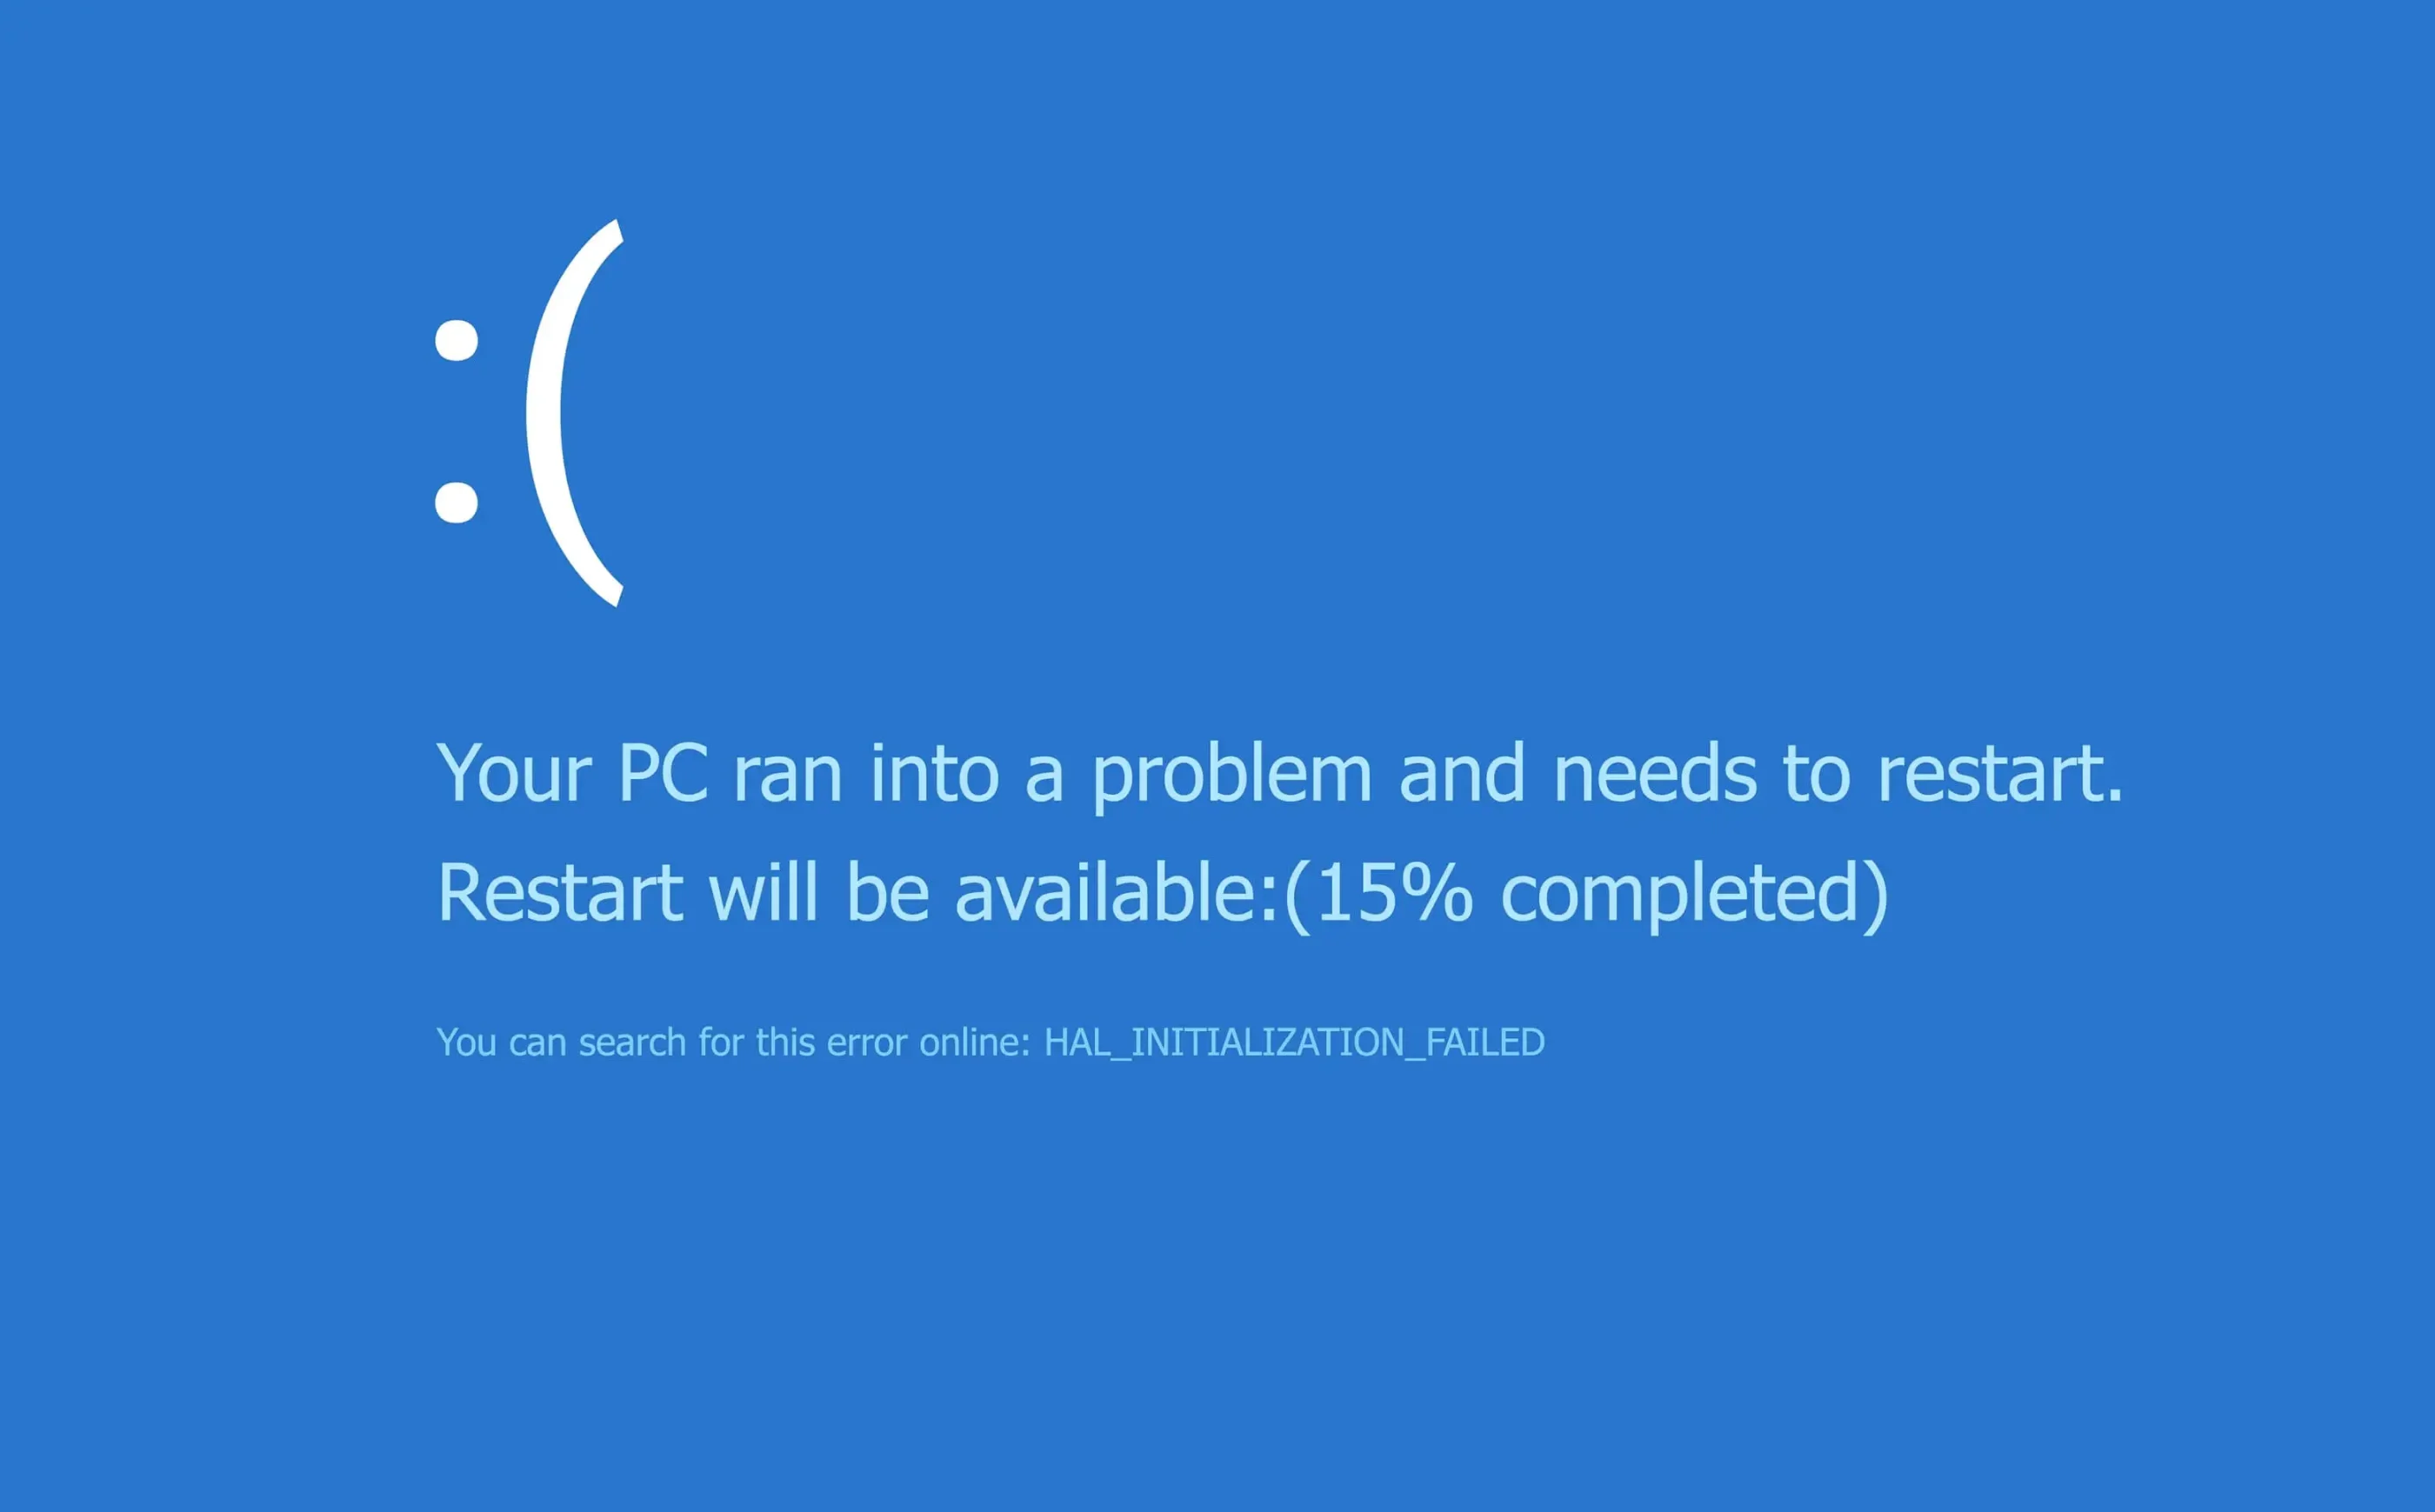 :(
Your PC ran into a problem and needs to restart.
Restart will be available:(15% completed)
You can search for this error online: HAL_INITIALIZATION_FAILED